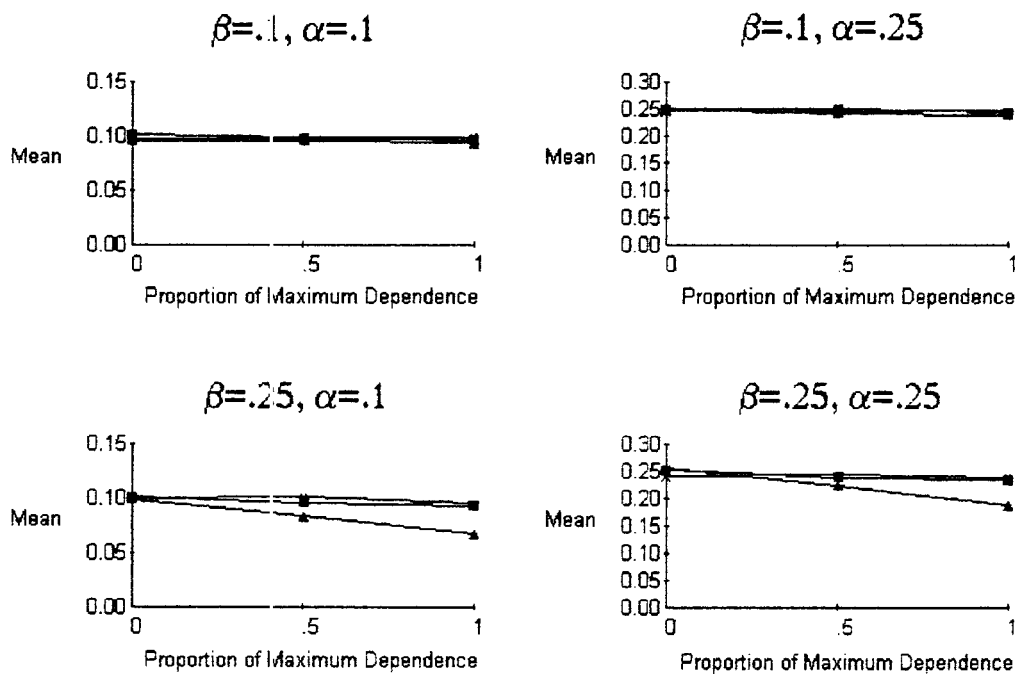 β=.1, α=.1
0.15
0.10
Mean
0.05
0.00
0
.5
1
Proportion of Maximum Dependence
β=.1, α=.25
0.30
0.25
0.20
Mean
0.15
0.10
0.05
0.00
0
.5
1
Proportion of Maximum Dependence
β=.25, α=.1
0.15
0.10
Mean
0.05
0.00
0
.5
1
Proportion of Maximum Dependence
β=.25, α=.25
0.30
0.25
0.20
Mean
0.15
0.10
0.05
0.00
0
.5
1
Proportion of Maximum Dependence